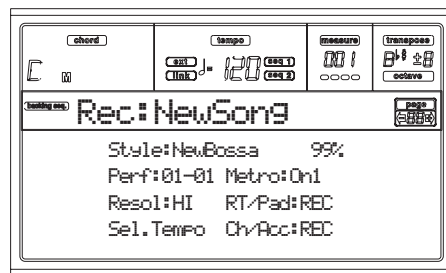 chord tempo measure transpose
ext
link
120
seq 1
seq 2
001
octave
C M
backing seq. Rec:NewSong page
Style:NewBossa 99%
Perf:01-01 Metro:On1
Resol:HI RT/Pad:REC
Sel.Tempo Ch/Acc:REC